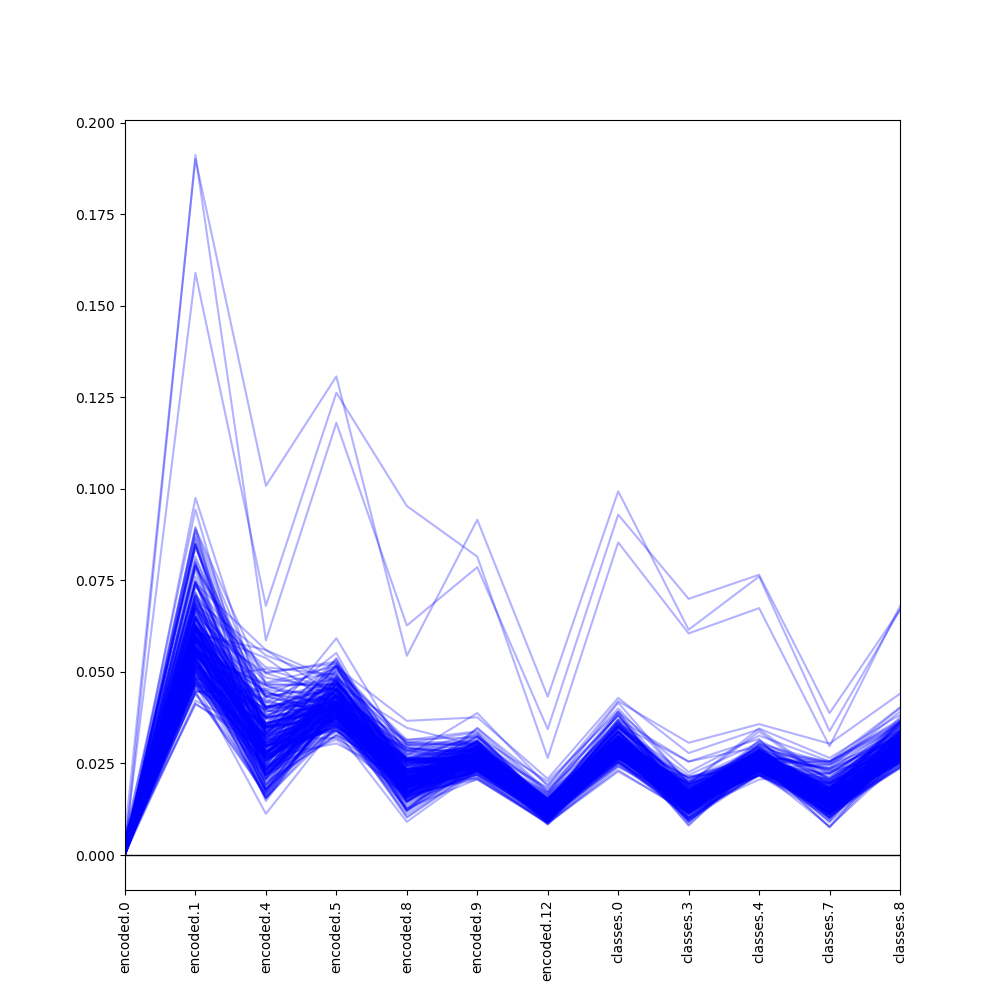 0.200
0.175
0.150
0.125
0.100
0.075
0.050
0.025
0.000
encoded.0
encoded.1
encoded.4
encoded.5
encoded.8
encoded.9
encoded.12
classes.0
classes.3
classes.4
classes.7
classes.8